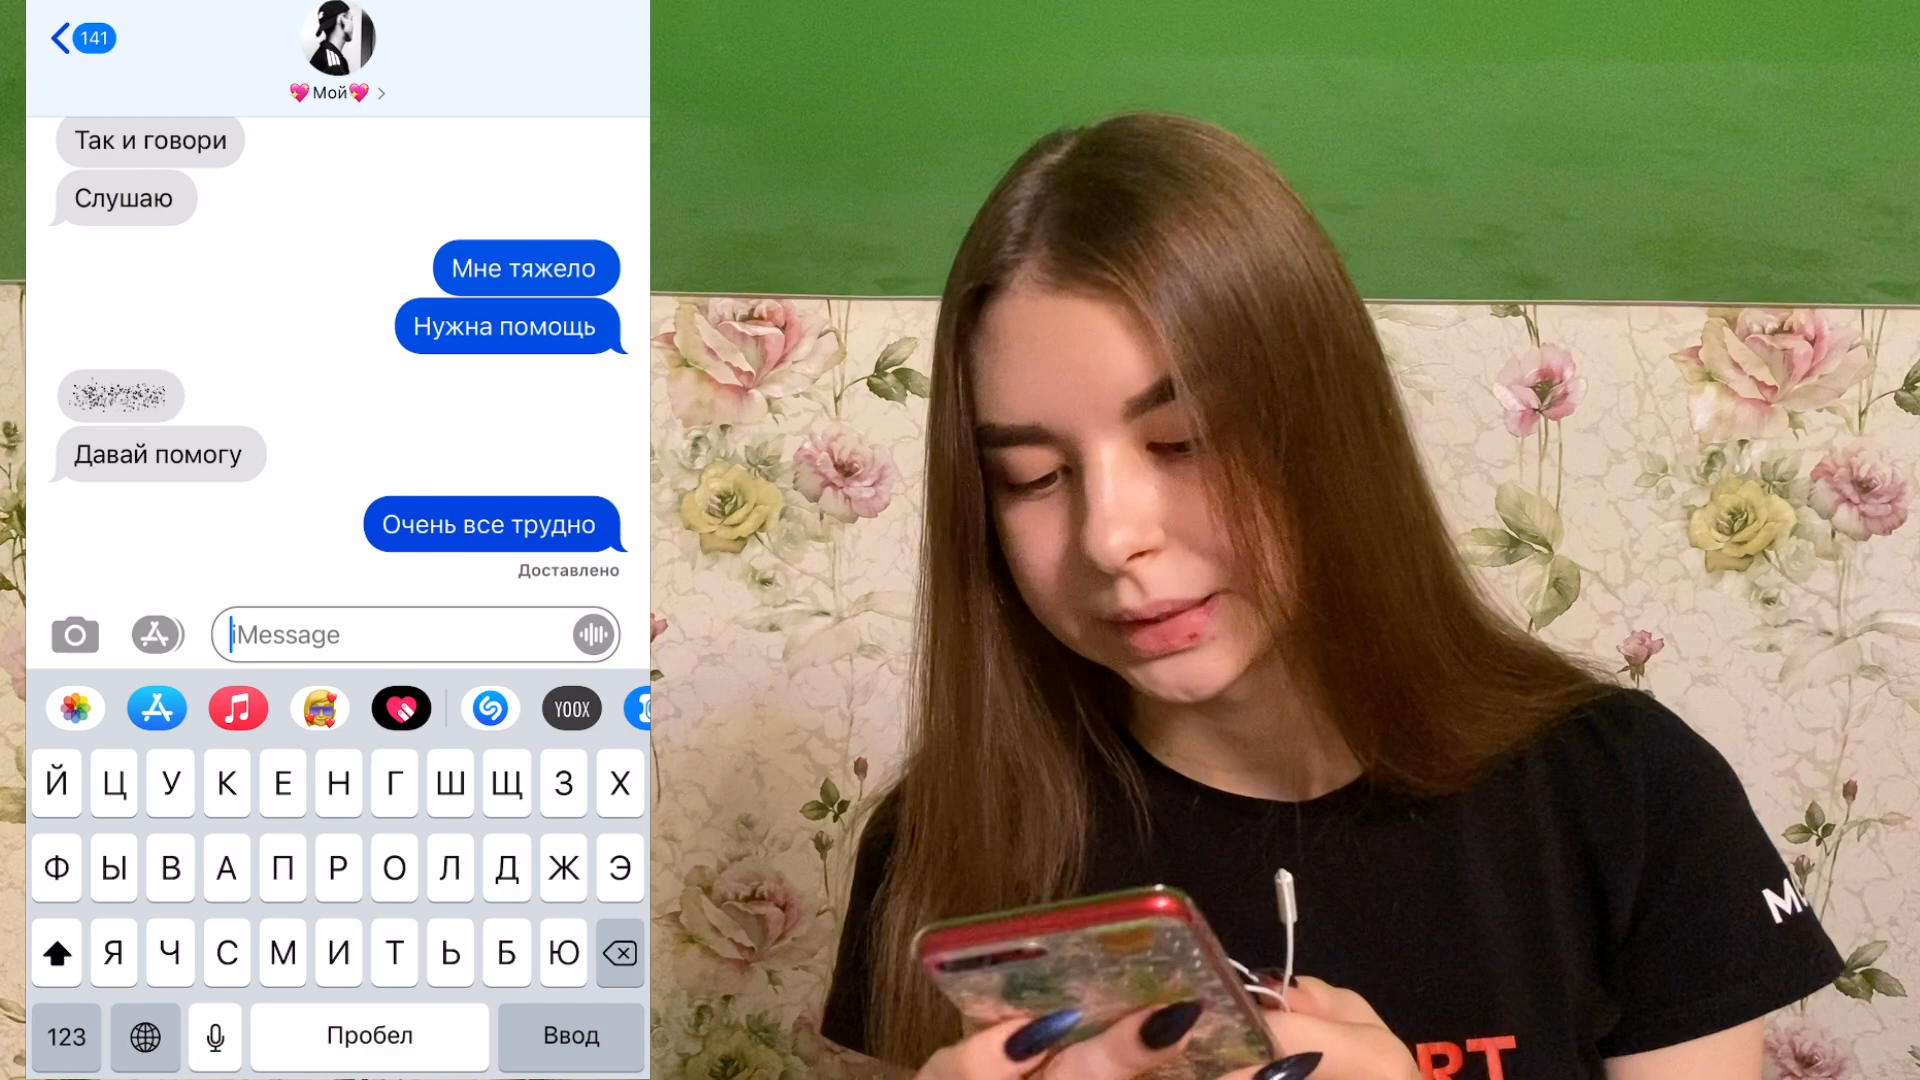 141
Мой
Так и говори
Слушаю
Мне тяжело
Нужна помощь
Давай помогу
Очень все трудно
Доставлено
iMessage
YOOX
Й Ц У К Е Н Г Ш Щ З Х
Ф Ы В А П Р О Л Д Ж Э
Я Ч С М И Т Ь Б Ю
123 Пробел Ввод